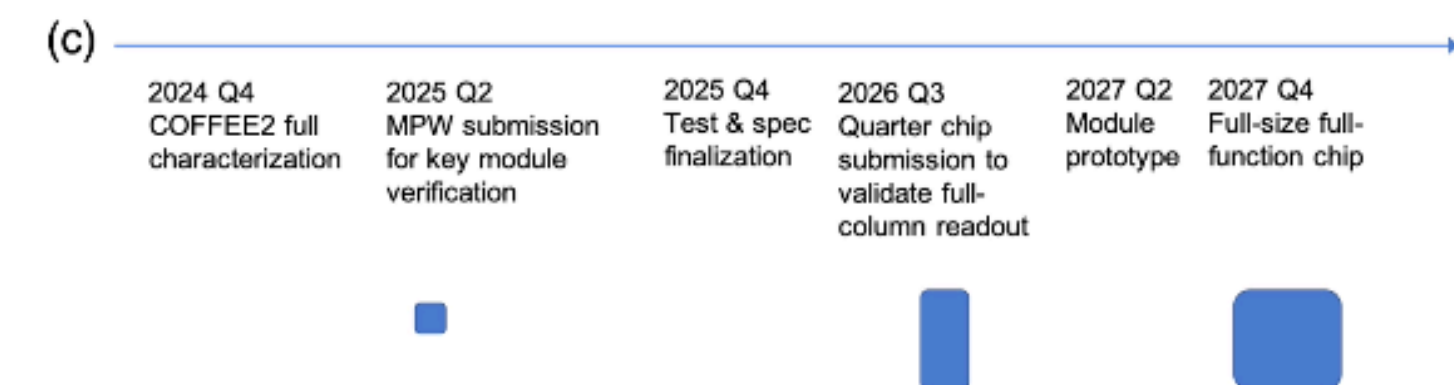 (c)
2024 Q4
COFFEE2 full
characterization
2025 Q2
MPW submission
for key module
verification
2025 Q4
Test & spec
finalization
2026 Q3
Quarter chip
submission to
validate full-
column readout
2027 Q2
Module
prototype
2027 Q4
Full-size full-
function chip